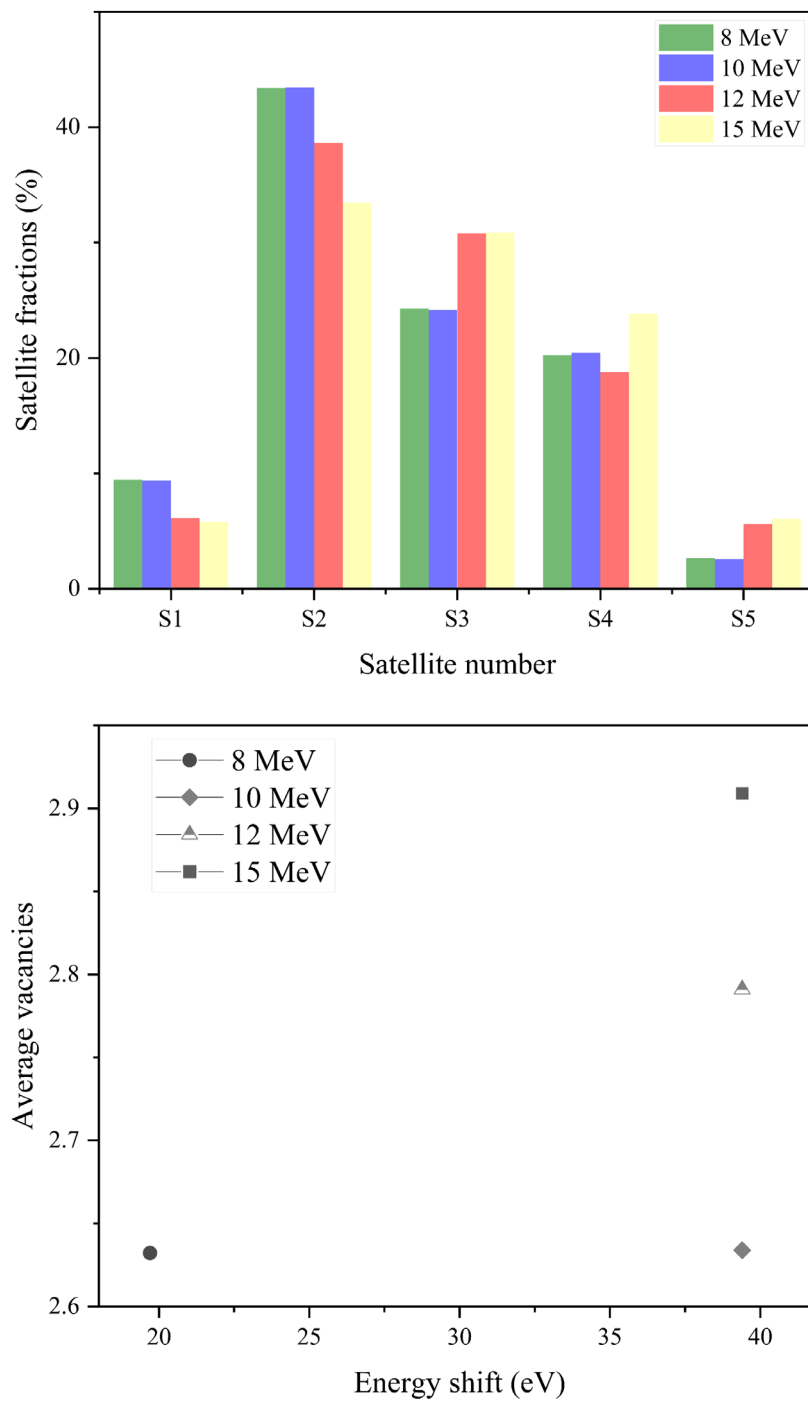 8 MeV
10 MeV
12 MeV
15 MeV
Satellite fractions (%)
40
20
0
S1 S2 S3 S4 S5
Satellite number
8 MeV
10 MeV
12 MeV
15 MeV
Average vacancies
2.9
2.8
2.7
2.6
20 25 30 35 40
Energy shift (eV)